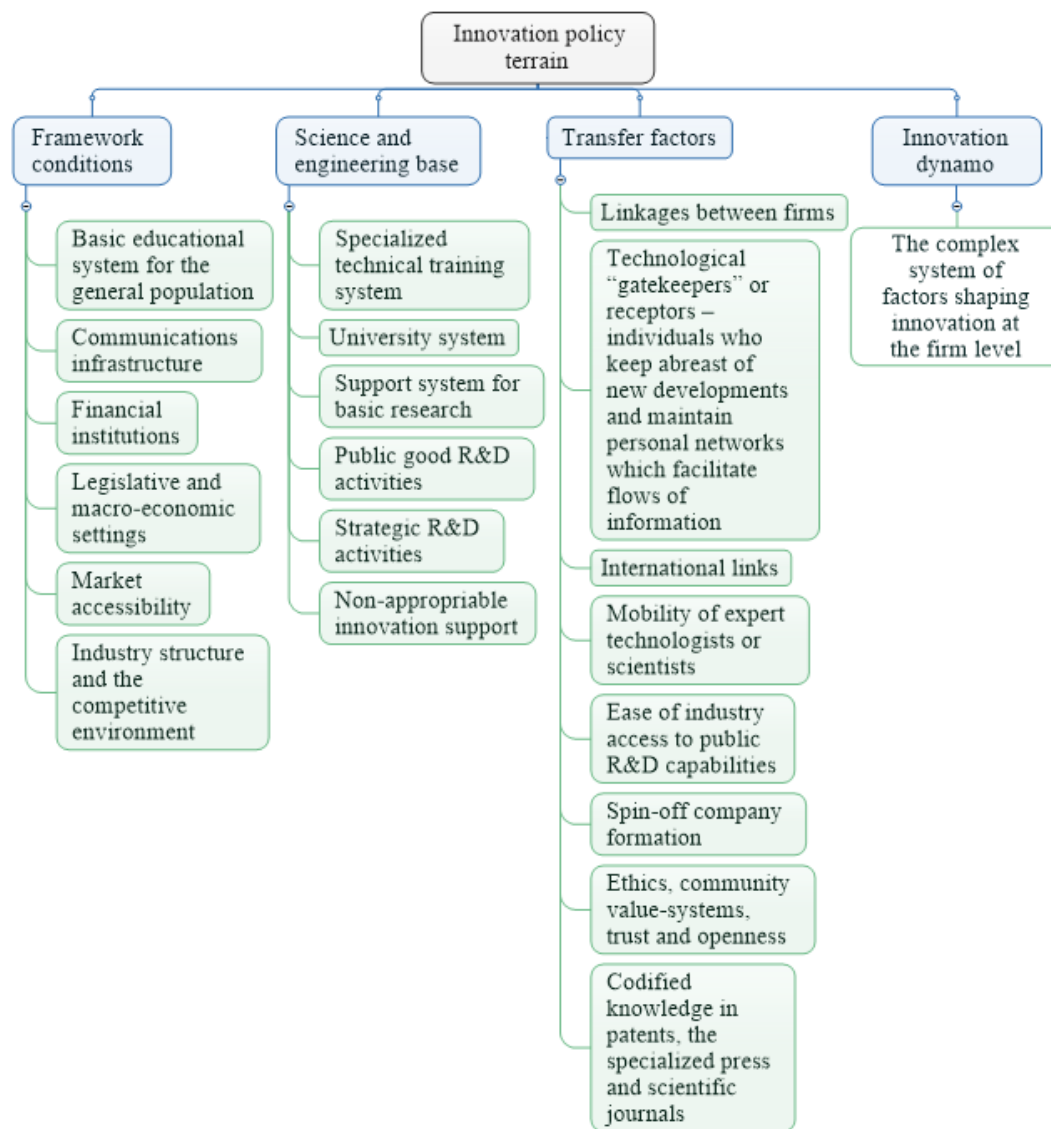 Innovation policy
terrain
Framework
conditions
Basic educational
system for the
general population
Communications
infrastructure
Financial
institutions
Legislative and
macro-economic
settings
Market
accessibility
Industry structure
and the
competitive
environment
Science and
engineering base
Specialized
technical training
system
University system
Support system for
basic research
Public good R&D
activities
Strategic R&D
activities
Non-appropriable
innovation support
Transfer factors
Linkages between firms
Technological
“gatekeepers” or
receptors –
individuals who
keep abreast of
new developments
and maintain
personal networks
which facilitate
flows of
information
International links
Mobility of expert
technologists or
scientists
Ease of industry
access to public
R&D capabilities
Spin-off company
formation
Ethics, community
value-systems,
trust and openness
Codified
knowledge in
patents, the
specialized press
and scientific
journals
Innovation
dynamo
The complex
system of
factors shaping
innovation at
the firm level